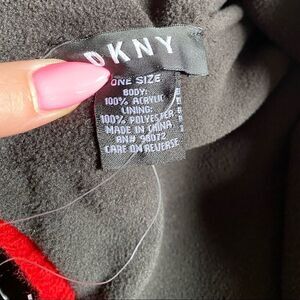 DKNY
ONE SIZE
BODY:
100% ACRYLIC
LINING:
100% POLYESTER
MADE IN CHINA
RN# 98072
CARE ON REVERSE